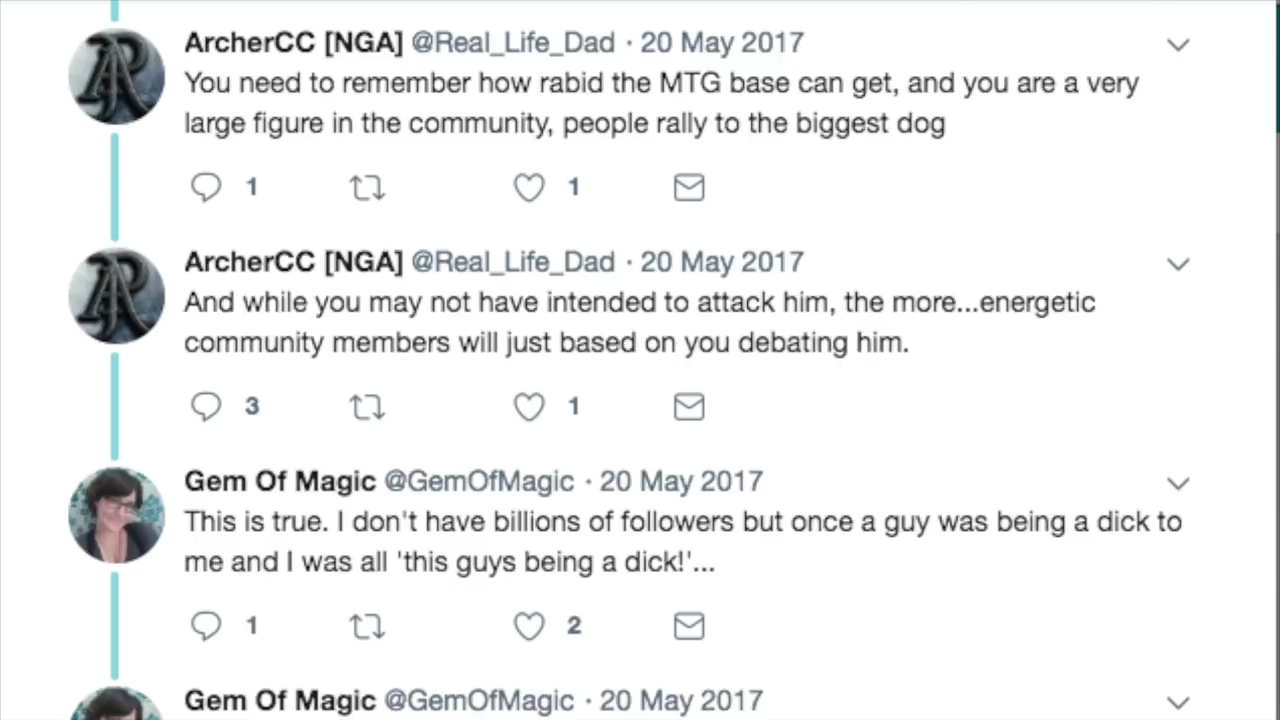 ArcherCC [NGA] @Real_Life_Dad · 20 May 2017
You need to remember how rabid the MTG base can get, and you are a very
large figure in the community, people rally to the biggest dog
1 1
ArcherCC [NGA] @Real_Life_Dad · 20 May 2017
And while you may not have intended to attack him, the more...energetic
community members will just based on you debating him.
3 1
Gem Of Magic @GemOfMagic · 20 May 2017
This is true. I don't have billions of followers but once a guy was being a dick to
me and I was all 'this guys being a dick!'...
1 2
Gem Of Magic @GemOfMagic · 20 May 2017